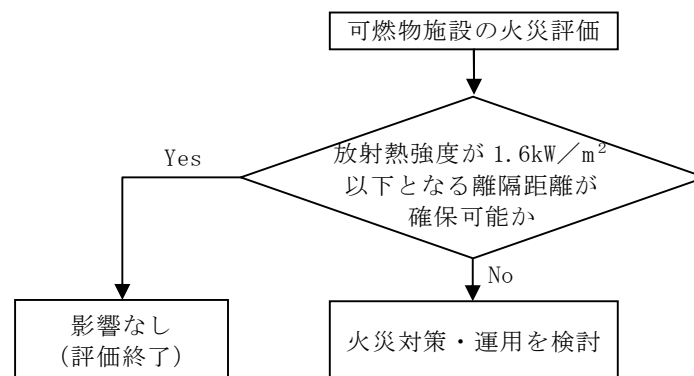 可燃物施設の火災評価
放射熱強度が 1.6kW／m²
以下となる離隔距離が
確保可能か
Yes
No
影響なし
(評価終了)
火災対策・運用を検討